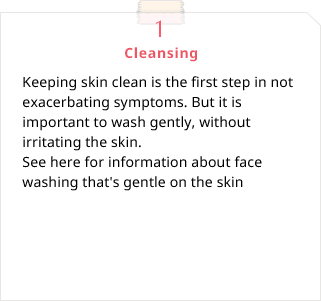 1
Cleansing
Keeping skin clean is the first step in not
exacerbating symptoms. But it is
important to wash gently, without
irritating the skin.
See here for information about face
washing that's gentle on the skin